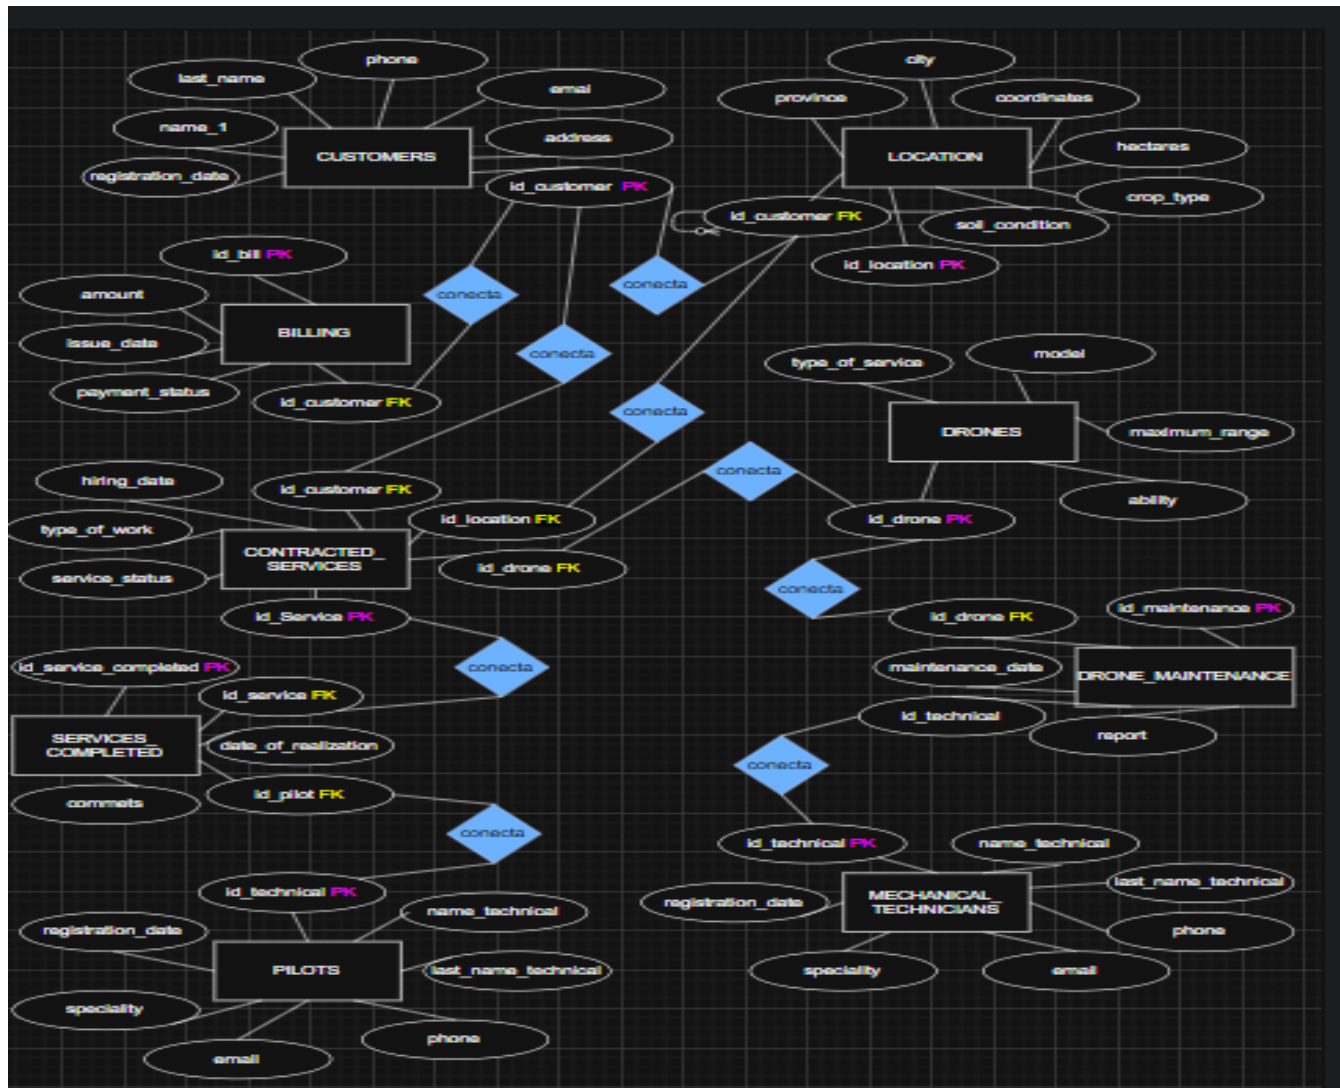 phone
last_name
emai
name_1
address
CUSTOMERS
registration_date
id_customer PK
city
province
coordinates
LOCATION
hectares
crop_type
id_customer FK
soil_condition
id_location PK
id_bill PK
amount
BILLING
issue_date
payment_status
id_customer FK
conecta
conecta
conecta
conecta
type_of_service
model
DRONES
maximum_range
ability
conecta
id_drone PK
hiring_date
id_customer FK
type_of_work
id_location FK
CONTRACTED_
SERVICES
id_drone FK
service_status
id_Service PK
conecta
id_drone FK
id_maintenance PK
maintenance_date
DRONE_MAINTENANCE
id_technical
report
conecta
id_service_completed PK
id_service FK
SERVICES_
COMPLETED
date_of_realization
id_pilot FK
commets
conecta
conecta
id_technical PK
name_technical
registration_date
PILOTS
last_name_technical
speciality
phone
email
id_technical PK
name_technical
last_name_technical
registration_date
MECHANICAL_
TECHNICIANS
phone
speciality
email